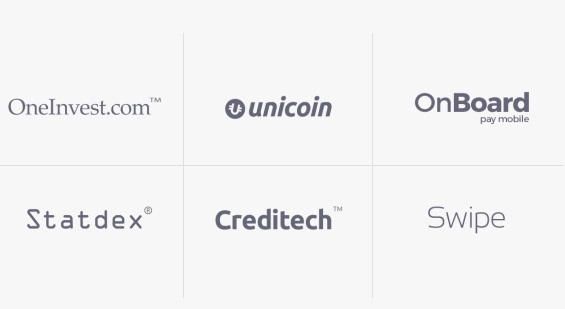 OneInvest.com™
unicoin
OnBoard
pay mobile
Statdex®
Creditech™
Swipe